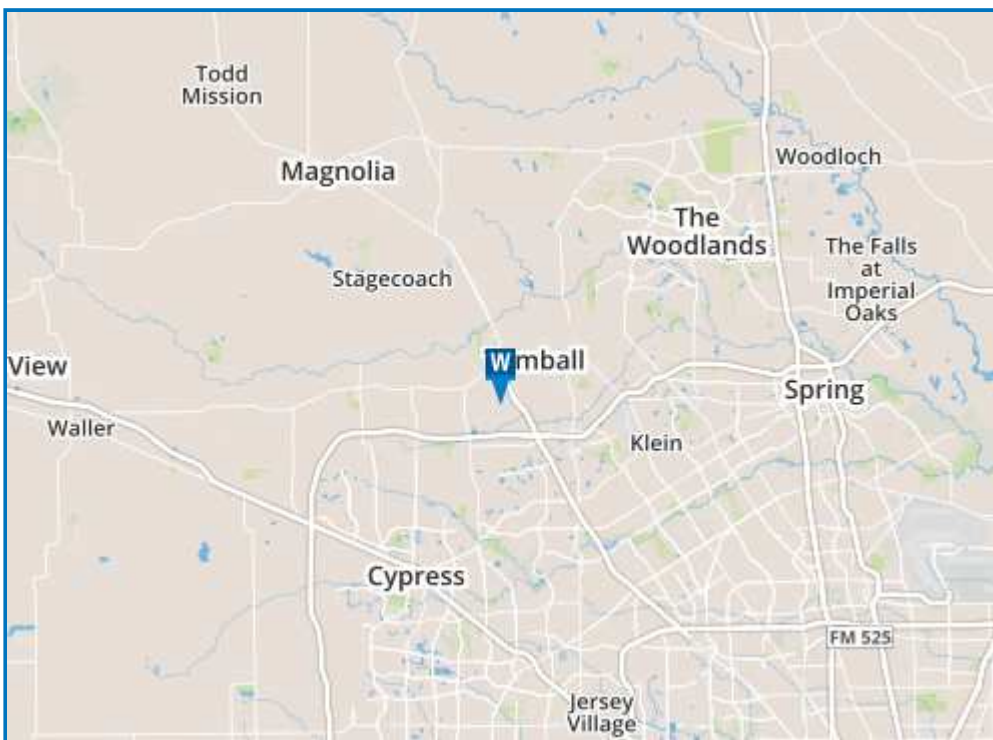 Todd
Mission
Magnolia
Woodloch
The
Woodlands
The Falls
at
Imperial
Oaks
Stagecoach
View
W
mball
Spring
Waller
Klein
Cypress
FM 525
Jersey
Village